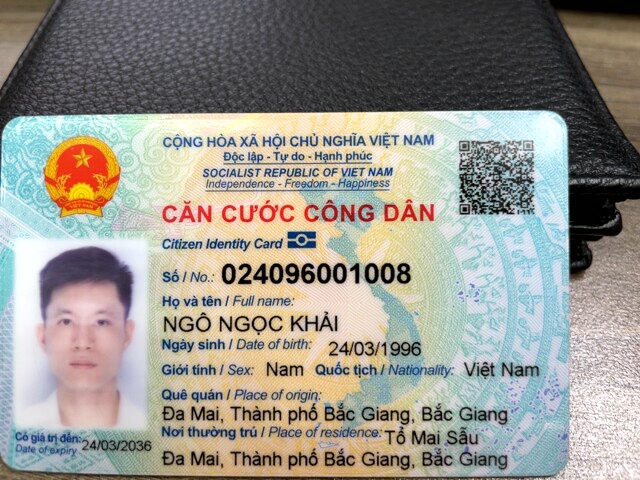 CỘNG HÒA XÃ HỘI CHỦ NGHĨA VIỆT NAM
Độc lập - Tự do - Hạnh phúc
SOCIALIST REPUBLIC OF VIET NAM
Independence - Freedom - Happiness
CĂN CƯỚC CÔNG DÂN
Citizen Identity Card
Số / No.: 024096001008
Họ và tên / Full name:
NGÔ NGỌC KHẢI
Ngày sinh / Date of birth: 24/03/1996
Giới tính / Sex: Nam Quốc tịch / Nationality: Việt Nam
Quê quán / Place of origin:
Đa Mai, Thành phố Bắc Giang, Bắc Giang
Nơi thường trú / Place of residence: Tổ Mai Sẫu
Đa Mai, Thành phố Bắc Giang, Bắc Giang
Có giá trị đến: 24/03/2036
Date of expiry